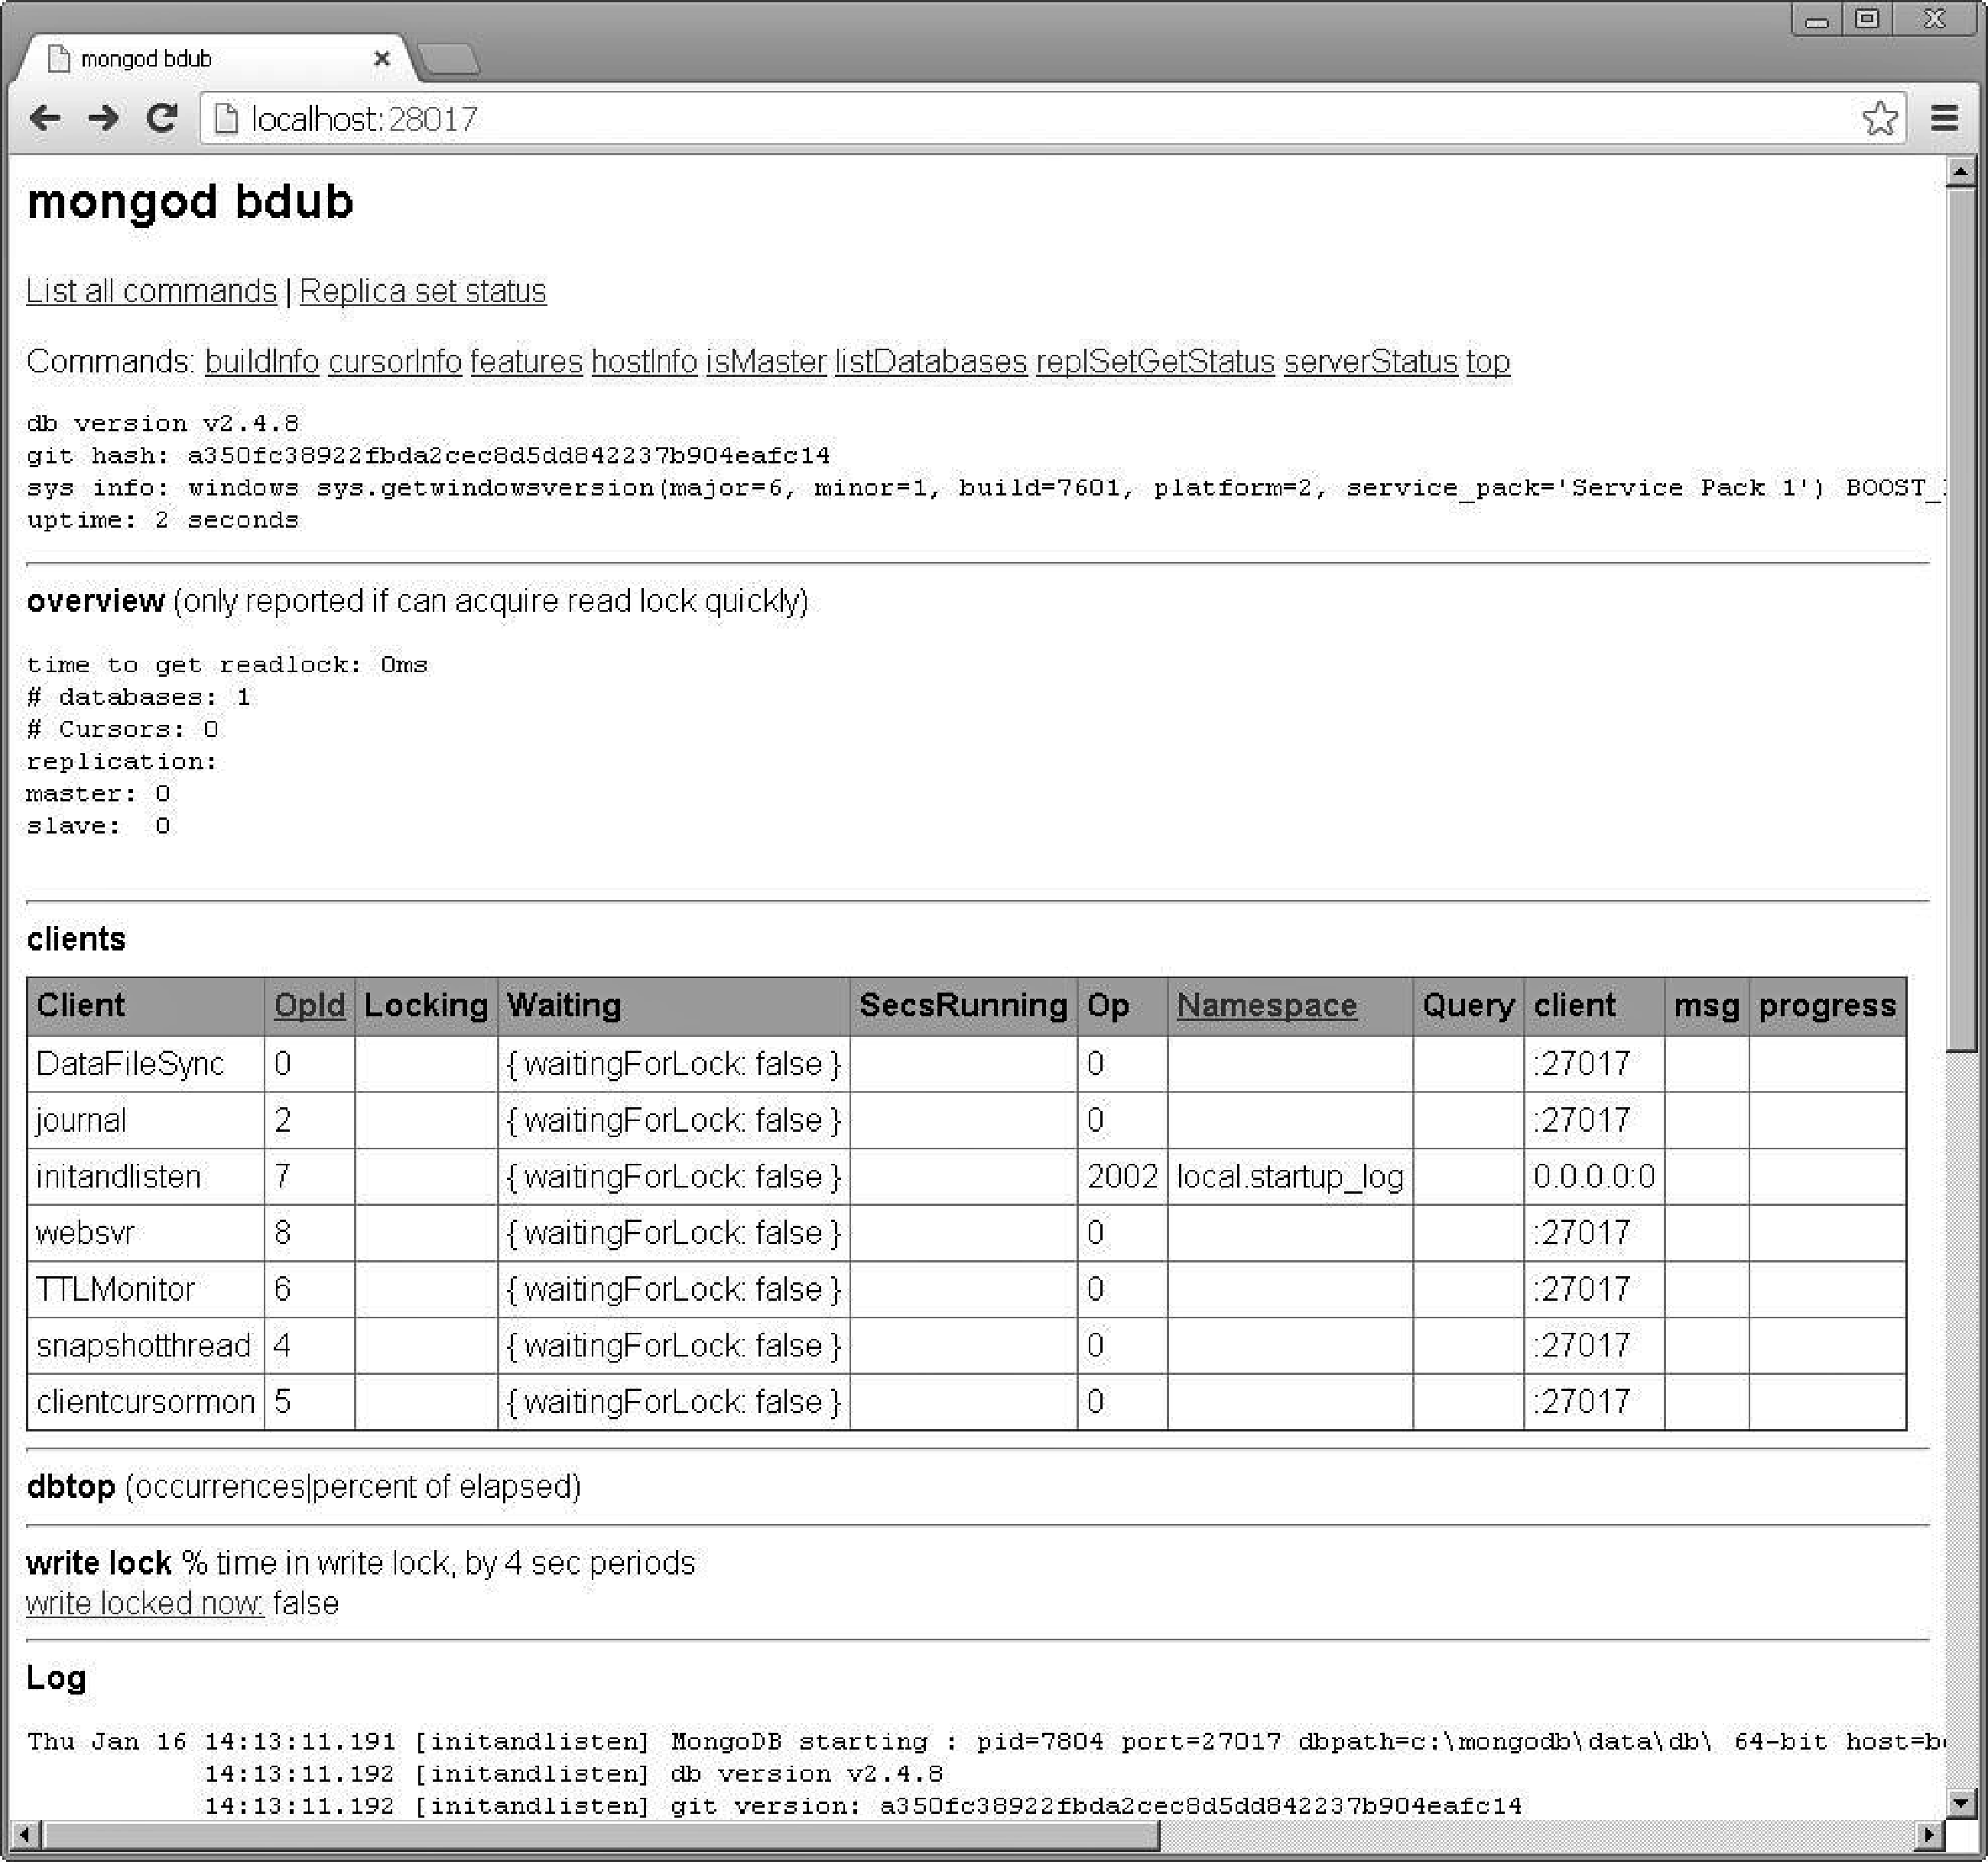 mongod bdub
localhost:28017
mongod bdub
List all commands | Replica set status
Commands: buildInfo cursorInfo features hostInfo isMaster listDatabases replSetGetStatus serverStatus top
db version v2.4.8
git hash: a350fc38922fbda2cec8d5dd842237b904eafc14
sys info: windows sys.getwindowsversion(major=6, minor=1, build=7601, platform=2, service_pack='Service Pack 1') BOOST_
uptime: 2 seconds
overview (only reported if can acquire read lock quickly)
time to get readlock: 0ms
# databases: 1
# Cursors: 0
replication:
master: 0
slave:  0
clients
Client OpId Locking Waiting SecsRunning Op Namespace Query client msg progress
DataFileSync 0 { waitingForLock: false } 0 :27017
journal 2 { waitingForLock: false } 0 :27017
initandlisten 7 { waitingForLock: false } 2002 local.startup_log 0.0.0.0:0
websvr 8 { waitingForLock: false } 0 :27017
TTLMonitor 6 { waitingForLock: false } 0 :27017
snapshotthread 4 { waitingForLock: false } 0 :27017
clientcursormon 5 { waitingForLock: false } 0 :27017
dbtop (occurrences|percent of elapsed)
write lock % time in write lock, by 4 sec periods
write locked now: false
Log
Thu Jan 16 14:13:11.191 [initandlisten] MongoDB starting : pid=7804 port=27017 dbpath=c:\mongodb\data\db\ 64-bit host=b
14:13:11.192 [initandlisten] db version v2.4.8
14:13:11.192 [initandlisten] git version: a350fc38922fbda2cec8d5dd842237b904eafc14